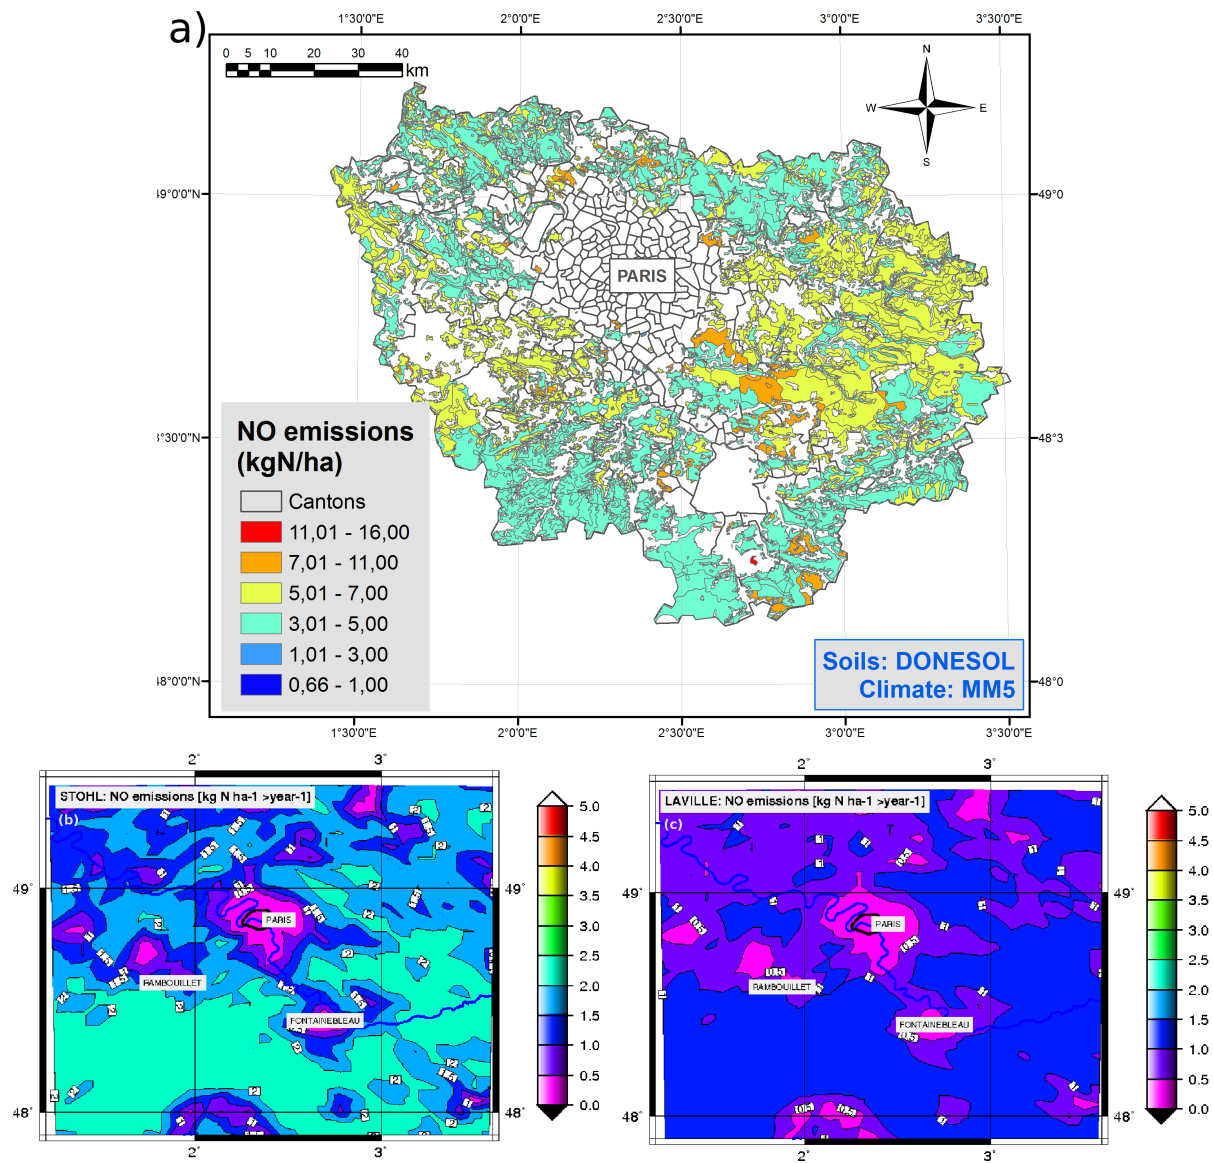 a)
1°30'0"E 2°0'0"E 2°30'0"E 3°0'0"E 3°30'0"E
0 5 10 20 30 40
km
N
W E
S
49°0'0"N 49°0
PARIS
48°3
NO emissions
(kgN/ha)
Cantons
11,01 - 16,00
7,01 - 11,00
5,01 - 7,00
3,01 - 5,00
1,01 - 3,00
0,66 - 1,00
Soils: DONESOL
Climate: MM5
48°0
1°30'0"E 2°0'0"E 2°30'0"E 3°0'0"E 3°30'0"E
2° 3°
STOHL: NO emissions [kg N ha-1 >year-1]
(b)
49°
48°
PARIS
RAMBOUILLET
FONTAINEBLEAU
2° 3°
5.0
4.5
4.0
3.5
3.0
2.5
2.0
1.5
1.0
0.5
0.0
2° 3°
LAVILLE: NO emissions [kg N ha-1 >year-1]
(c)
49°
48°
PARIS
0.5
RAMBOUILLET
FONTAINEBLEAU
0.5
0.5
2° 3°
5.0
4.5
4.0
3.5
3.0
2.5
2.0
1.5
1.0
0.5
0.0